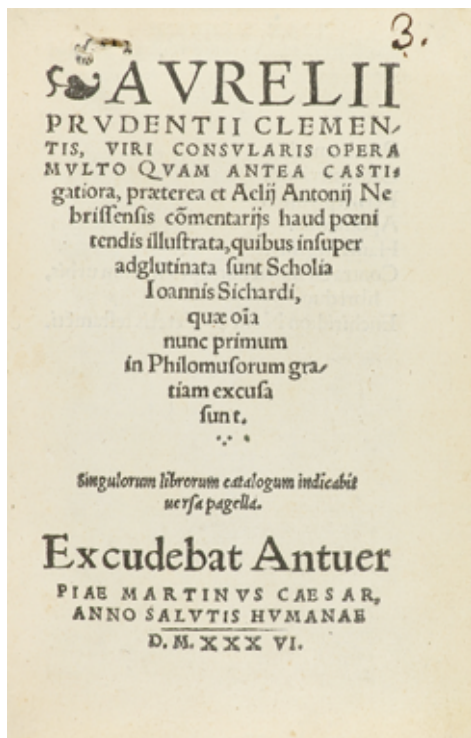 3.
AVRELII
PRVDENTII CLEMEN-
TIS, VIRI CONSVLARIS OPERA
MVLTO QVAM ANTEA CASTI-
gatiora, præterea et Aelij Antonij Ne
brissensis cõmentarijs haud pœni
tendis illustrata, quibus insuper
adglutinata sunt Scholia
Ioannis Sichardi,
quæ oĩa
nunc primum
in Philomusorum gra-
tiam excusa
sunt.
Singulorum librorum catalogum indicabit
uersa pagella.
Excudebat Antuer
PIAE MARTINVS CAESAR,
ANNO SALVTIS HVMANAE
D. M. XXX VI.